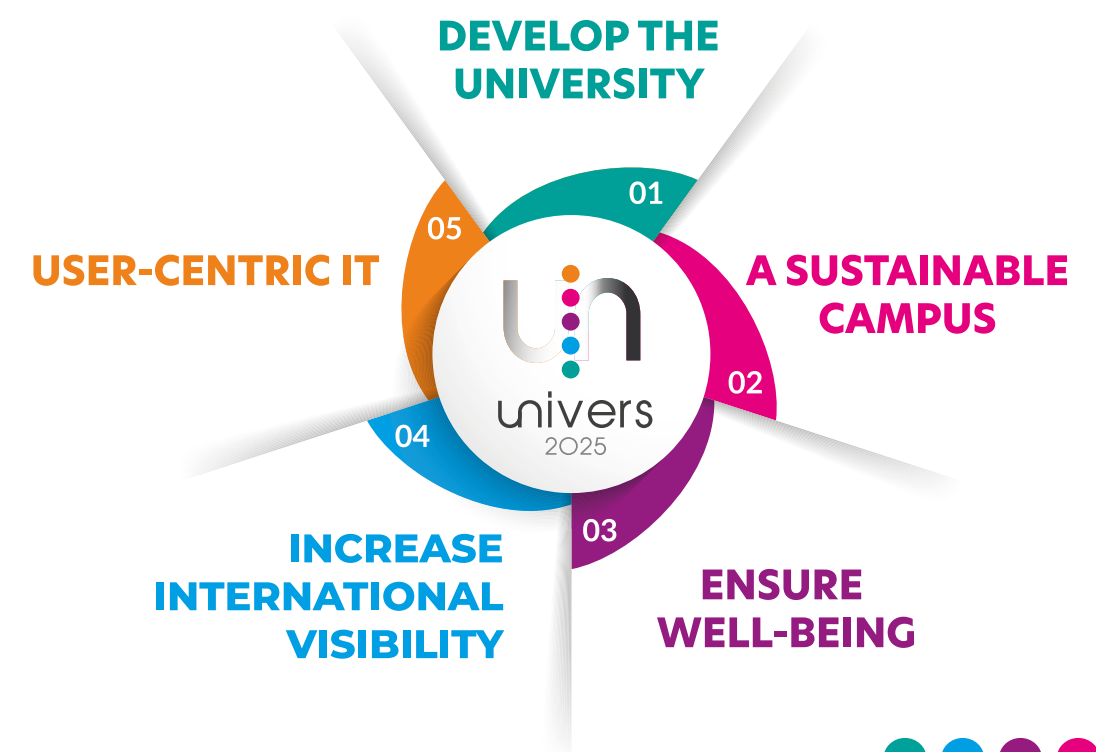 DEVELOP THE
UNIVERSITY
01
A SUSTAINABLE
CAMPUS
02
ENSURE
WELL-BEING
03
INCREASE
INTERNATIONAL
VISIBILITY
04
USER-CENTRIC IT
05
un
univers
2025